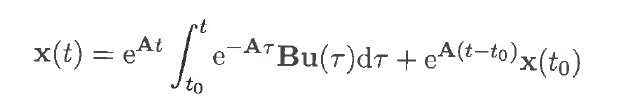 x(t) = e^{At} ∫_{t_0}^{t} e^{-Aτ} Bu(τ)dτ + e^{A(t-t_0)} x(t_0)